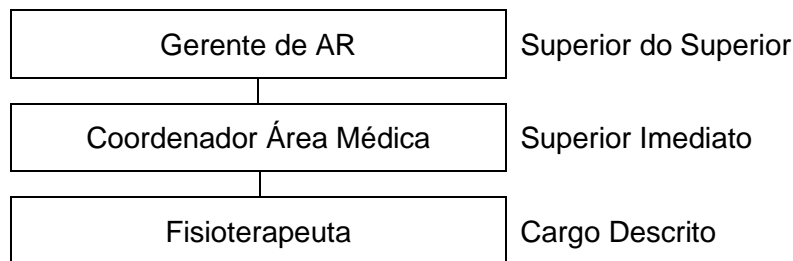 Gerente de AR Superior do Superior
Coordenador Área Médica Superior Imediato
Fisioterapeuta Cargo Descrito